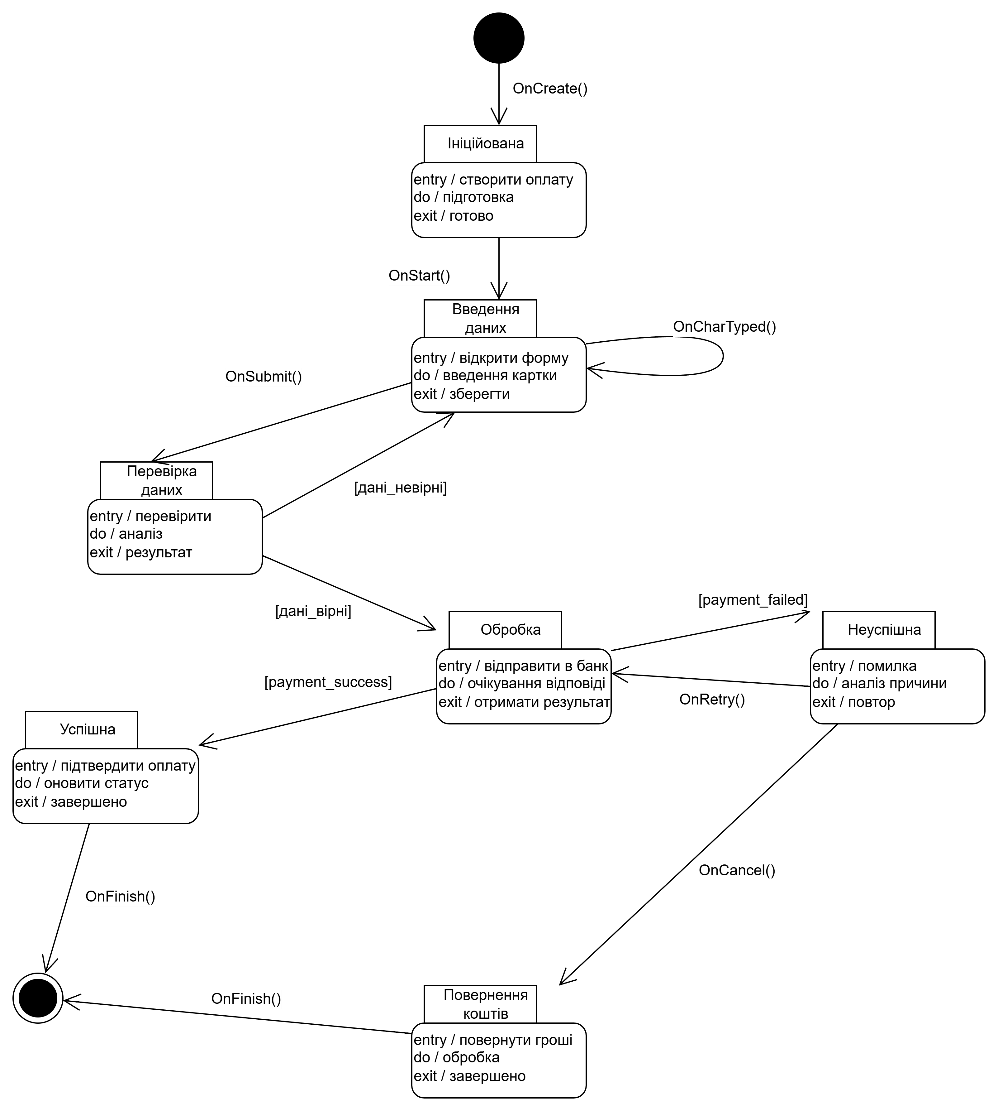 OnCreate()
Ініційована
entry / створити оплату
do / підготовка
exit / готово
OnStart()
Введення
даних
OnCharTyped()
entry / відкрити форму
do / введення картки
exit / зберегти
OnSubmit()
Перевірка
даних
[дані_невірні]
entry / перевірити
do / аналіз
exit / результат
[дані_вірні]
[payment_failed]
Обробка
Неуспішна
entry / відправити в банк
do / очікування відповіді
exit / отримати результат
entry / помилка
do / аналіз причини
exit / повтор
[payment_success]
OnRetry()
Успішна
entry / підтвердити оплату
do / оновити статус
exit / завершено
OnCancel()
OnFinish()
OnFinish()
Повернення
коштів
entry / повернути гроші
do / обробка
exit / завершено